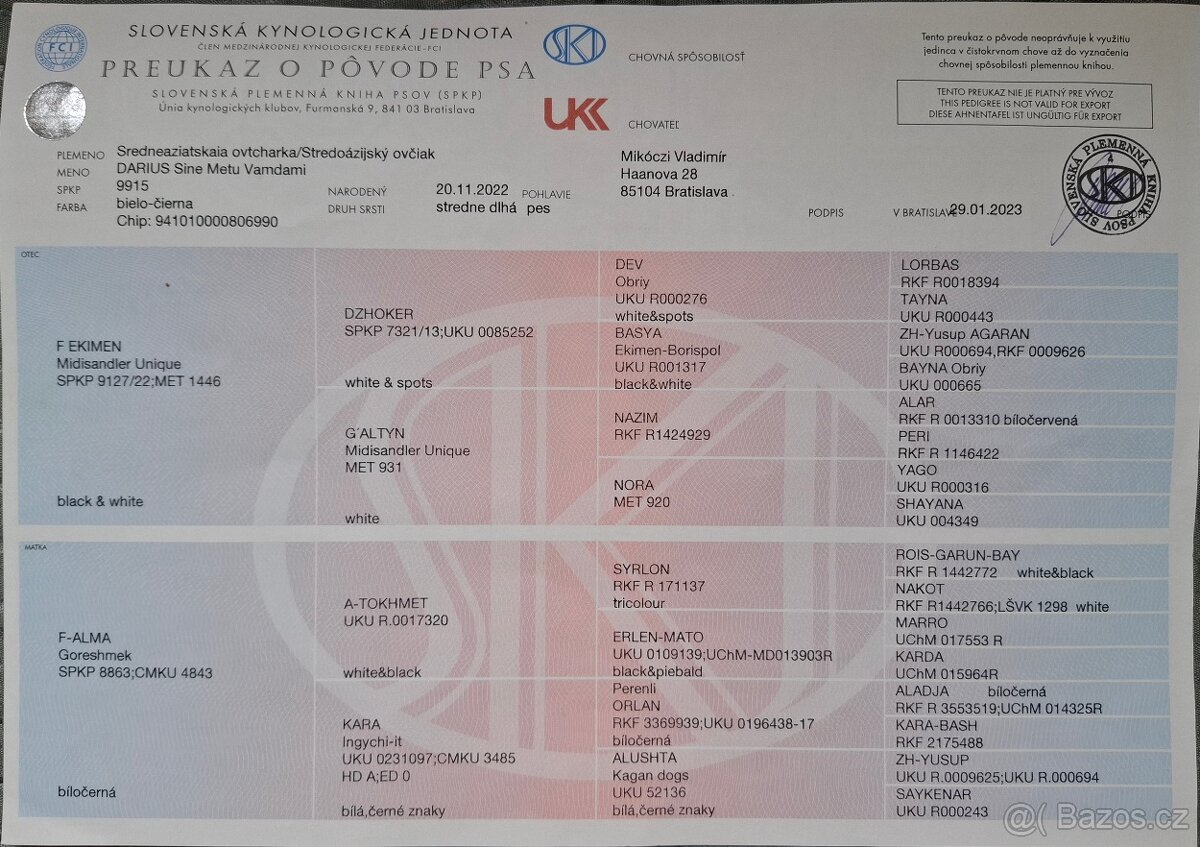 FCI
SLOVENSKÁ KYNOLOGICKÁ JEDNOTA
ČLEN MEDZINÁRODNEJ KYNOLOGICKEJ FEDERÁCIE-FCI
PREUKAZ O PÔVODE PSA
SLOVENSKÁ PLEMENNÁ KNIHA PSOV (SPKP)
Únia kynologických klubov, Furmanská 9, 841 03 Bratislava
SKJ
CHOVNÁ SPÔSOBILOSŤ
UKK
CHOVATEĽ
Tento preukaz o pôvode neoprávňuje k využitiu
jedinca v čistokrvnom chove až do vyznačenia
chovnej spôsobilosti plemennou knihou.
TENTO PREUKAZ NIE JE PLATNÝ PRE VÝVOZ
THIS PEDIGREE IS NOT VALID FOR EXPORT
DIESE AHNENTAFEL IST UNGÜLTIG FÜR EXPORT
PLEMENO Sredneaziatskaia ovtcharka/Stredoázijský ovčiak
MENO DARIUS Sine Metu Vamdami
SPKP 9915
FARBA bielo-čierna
Chip: 941010000806990
NARODENÝ 20.11.2022 POHLAVIE
DRUH SRSTI stredne dlhá pes
Mikóczi Vladimír
Haanova 28
85104 Bratislava
PODPIS
V BRATISLAVE 29.01.2023
PODPIS
SLOVENSKÁ PLEMENNÁ KNIHA PSOV
SKJ
OTEC
F EKIMEN
Midisandler Unique
SPKP 9127/22;MET 1446
black & white
DZHOKER
SPKP 7321/13;UKU 0085252
white & spots
G´ALTYN
Midisandler Unique
MET 931
white
DEV
Obriy
UKU R000276
white&spots
BASYA
Ekimen-Borispol
UKU R001317
black&white
NAZIM
RKF R1424929
NORA
MET 920
LORBAS
RKF R0018394
TAYNA
UKU R000443
ZH-Yusup AGARAN
UKU R000694,RKF 0009626
BAYNA Obriy
UKU 000665
ALAR
RKF R 0013310 bíločervená
PERI
RKF R 1146422
YAGO
UKU R000316
SHAYANA
UKU 004349
MATKA
F-ALMA
Goreshmek
SPKP 8863;CMKU 4843
bíločerná
A-TOKHMET
UKU R.0017320
white&black
KARA
Ingychi-it
UKU 0231097;CMKU 3485
HD A;ED 0
bílá,černé znaky
SYRLON
RKF R 171137
tricolour
ERLEN-MATO
UKU 0109139;UChM-MD013903R
black&piebald
Perenli
ORLAN
RKF 3369939;UKU 0196438-17
bíločerná
ALUSHTA
Kagan dogs
UKU 52136
bílá,černé znaky
ROIS-GARUN-BAY
RKF R 1442772 white&black
NAKOT
RKF R1442766;LŠVK 1298 white
MARRO
UChM 017553 R
KARDA
UChM 015964R
ALADJA bíločerná
RKF R 3553519;UChM 014325R
KARA-BASH
RKF 2175488
ZH-YUSUP
UKU R.0009625;UKU R.000694
SAYKENAR
UKU R000243
@( Bazos.cz